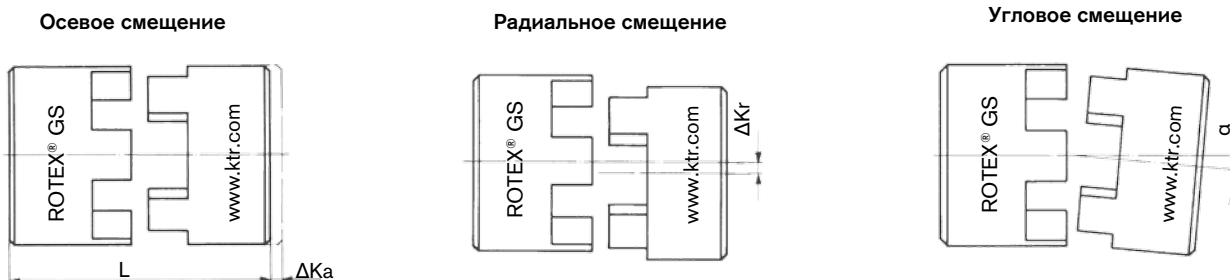 Осевое смещение
ROTEX® GS
www.ktr.com
L
ΔKa
Радиальное смещение
ROTEX® GS
www.ktr.com
ΔKr
Угловое смещение
ROTEX® GS
www.ktr.com
α